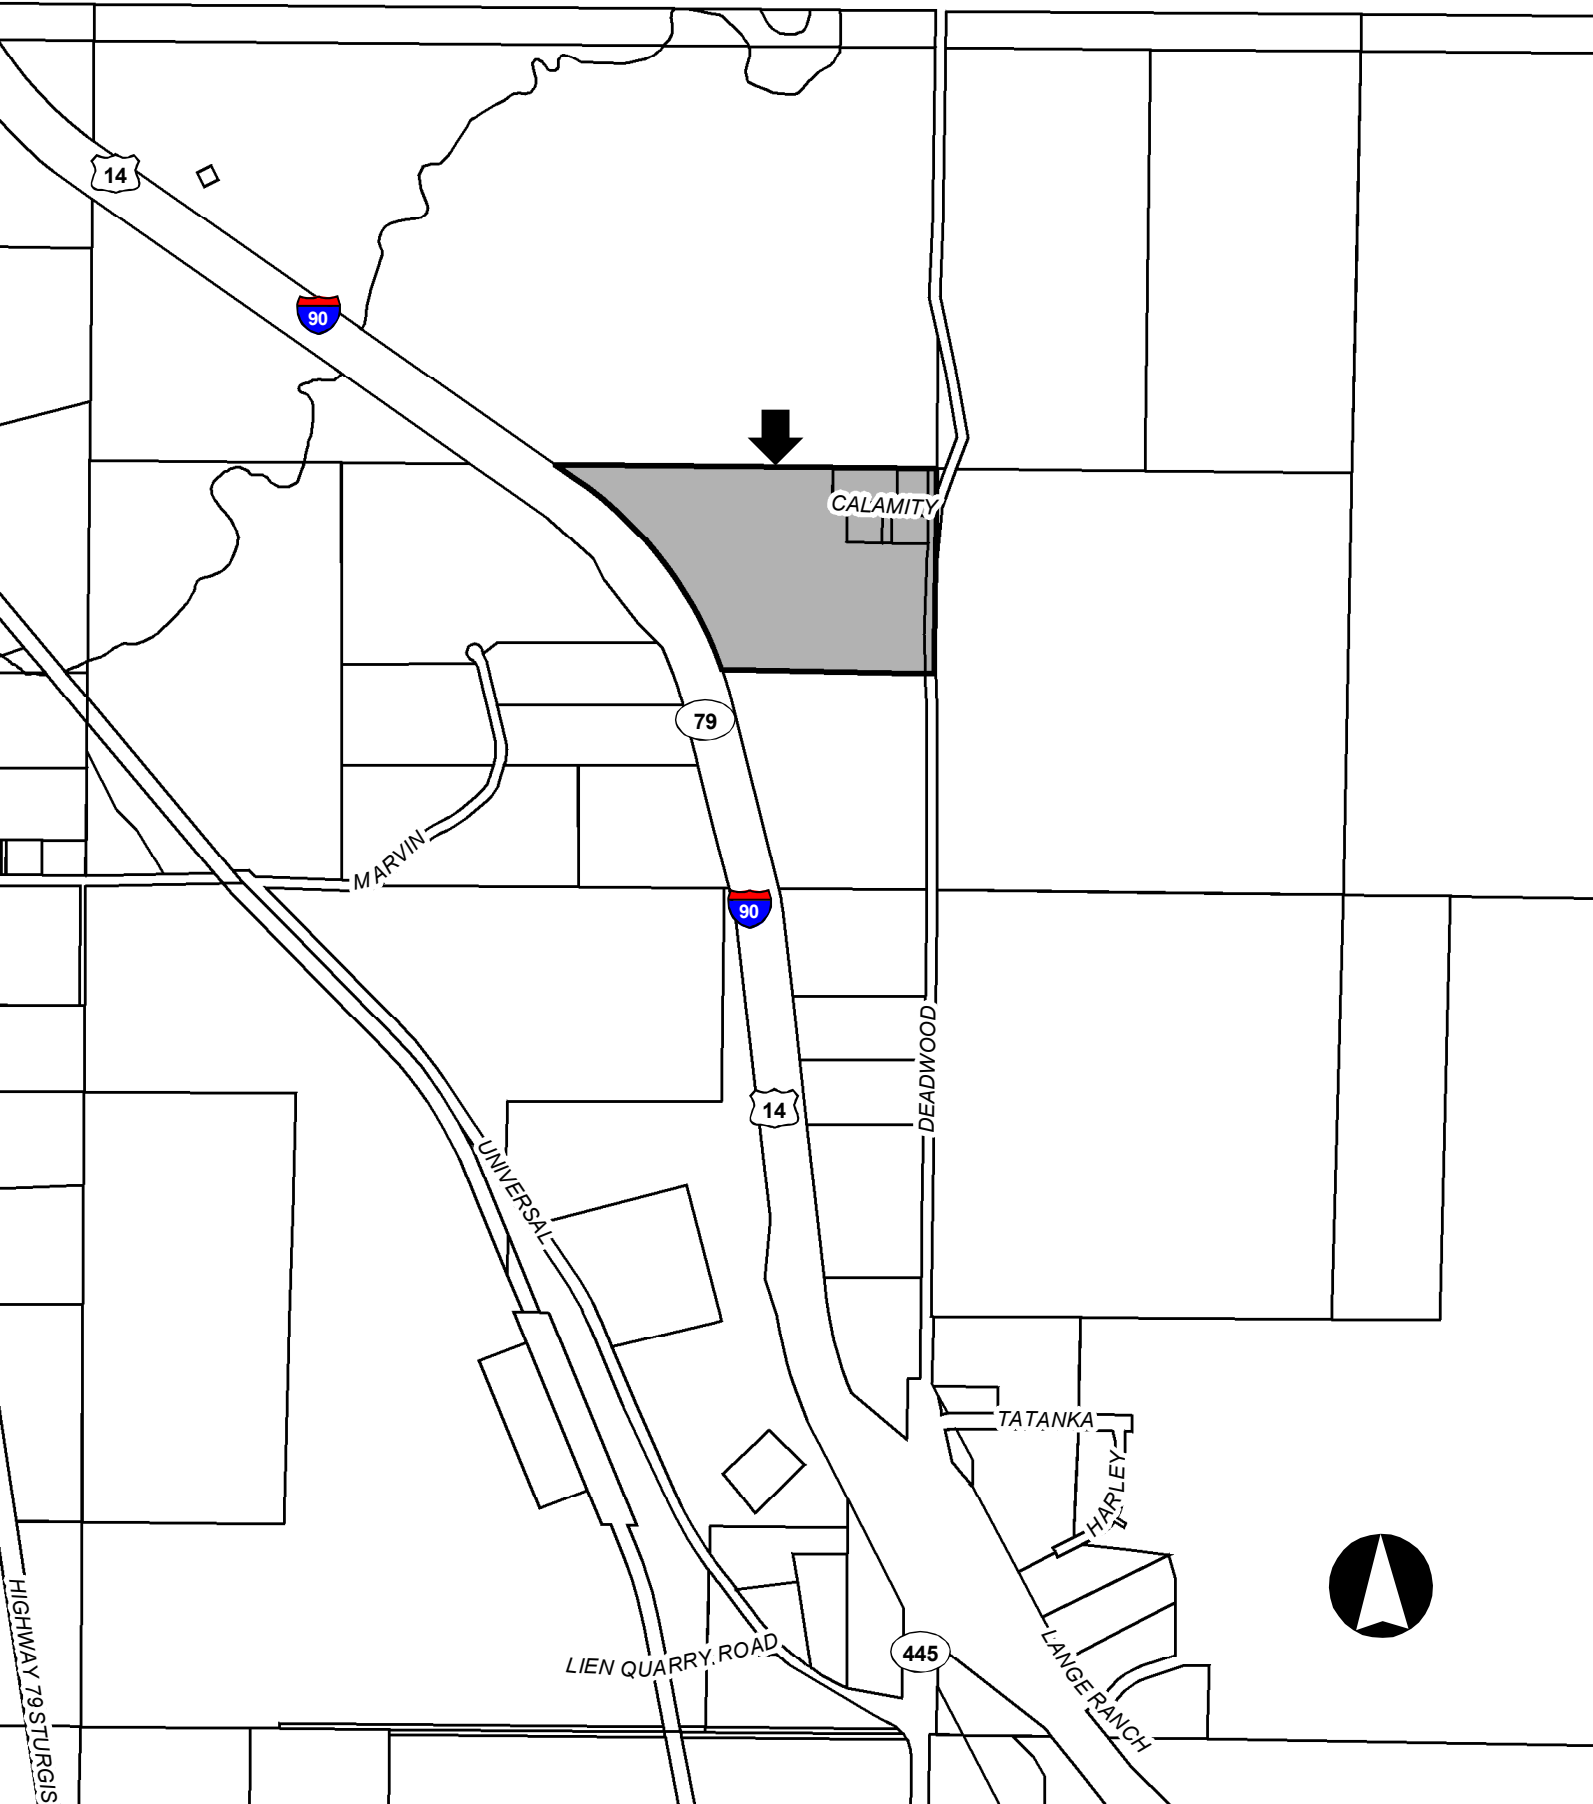 14
90
CALAMITY
79
MARVIN
90
DEADWOOD
14
UNIVERSAL
TATANKA
HARLEY
HIGHWAY 79 STURGIS
LIEN QUARRY ROAD
445
LANGE RANCH